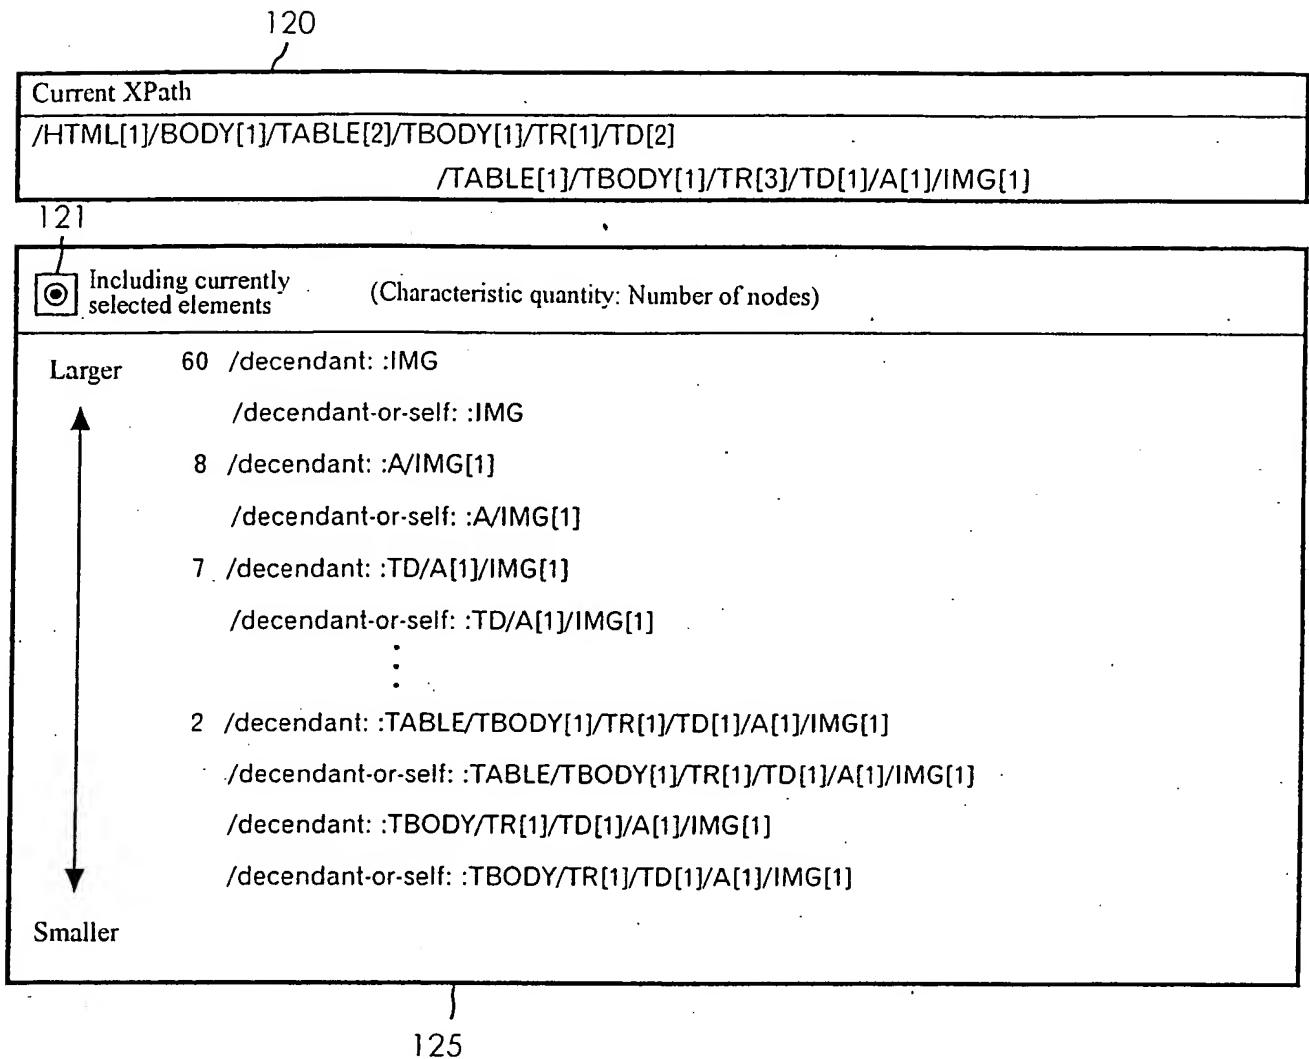 120
Current XPath
/HTML[1]/BODY[1]/TABLE[2]/TBODY[1]/TR[1]/TD[2]
/TABLE[1]/TBODY[1]/TR[3]/TD[1]/A[1]/IMG[1]
121
Including currently
selected elements
(Characteristic quantity: Number of nodes)
Larger
60 /decendant: :IMG
/decendant-or-self: :IMG
8 /decendant: :A/IMG[1]
/decendant-or-self: :A/IMG[1]
7 /decendant: :TD/A[1]/IMG[1]
/decendant-or-self: :TD/A[1]/IMG[1]
2 /decendant: :TABLE/TBODY[1]/TR[1]/TD[1]/A[1]/IMG[1]
/decendant-or-self: :TABLE/TBODY[1]/TR[1]/TD[1]/A[1]/IMG[1]
/decendant: :TBODY/TR[1]/TD[1]/A[1]/IMG[1]
/decendant-or-self: :TBODY/TR[1]/TD[1]/A[1]/IMG[1]
Smaller
125